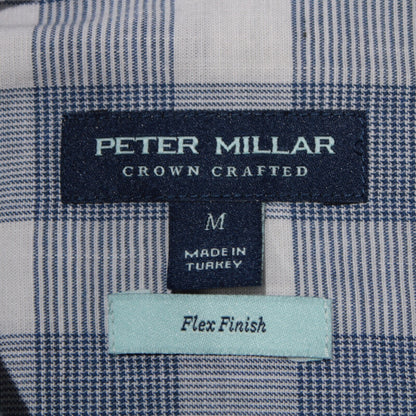 PETER MILLAR
CROWN CRAFTED
M
MADE IN
TURKEY
Flex Finish